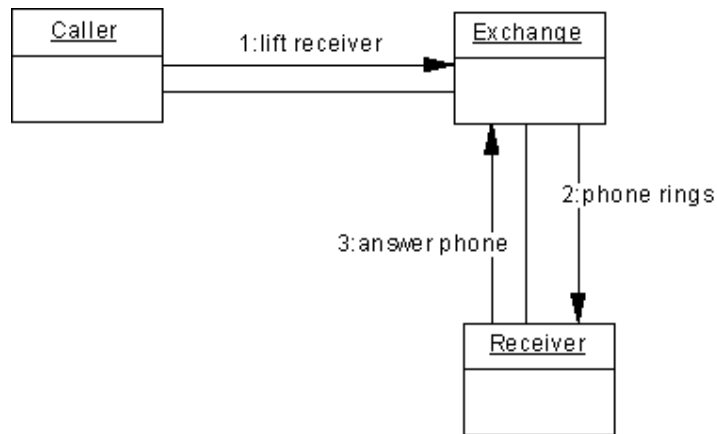 Caller
1:lift receiver
Exchange
2:phone rings
3:answer phone
Receiver